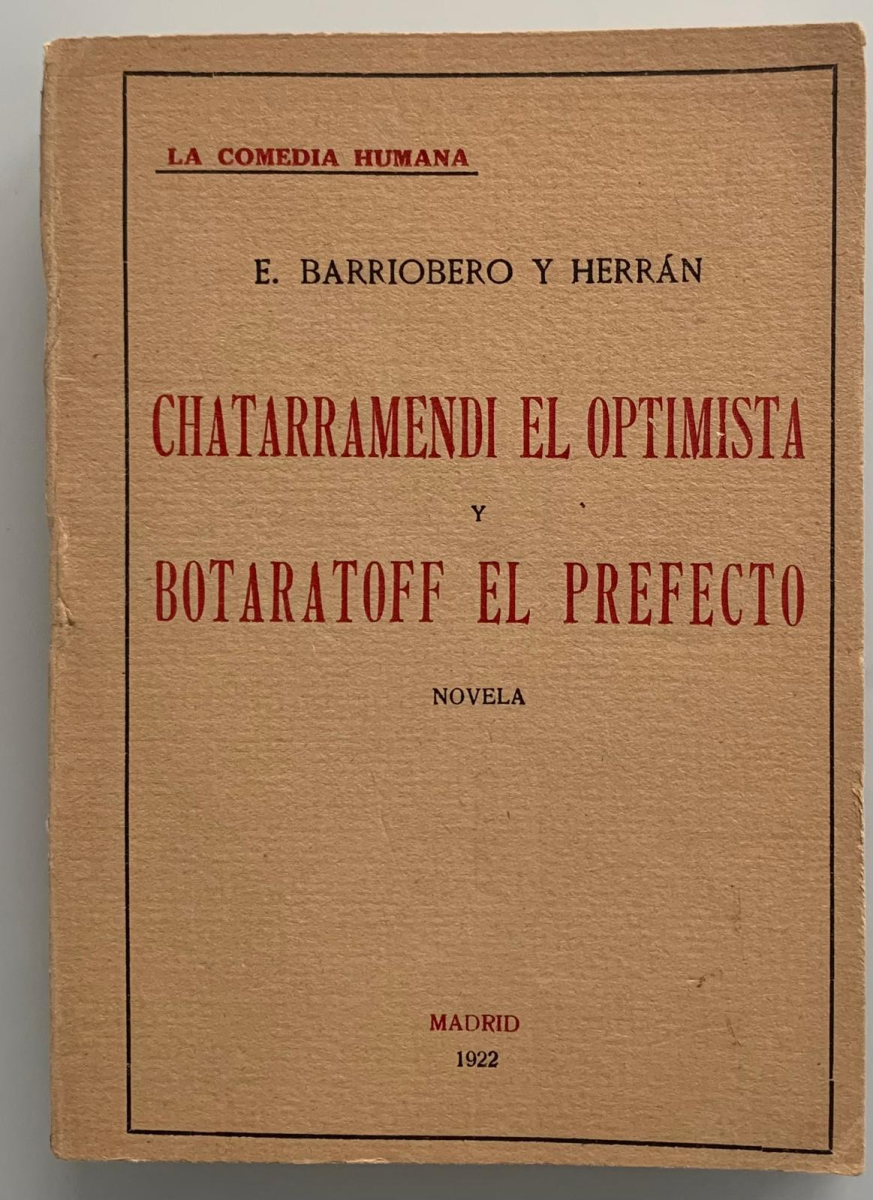 LA COMEDIA HUMANA
E. BARRIOBERO Y HERRÁN
CHATARRAMENDI EL OPTIMISTA
Y
BOTARATOFF EL PREFECTO
NOVELA
MADRID
1922